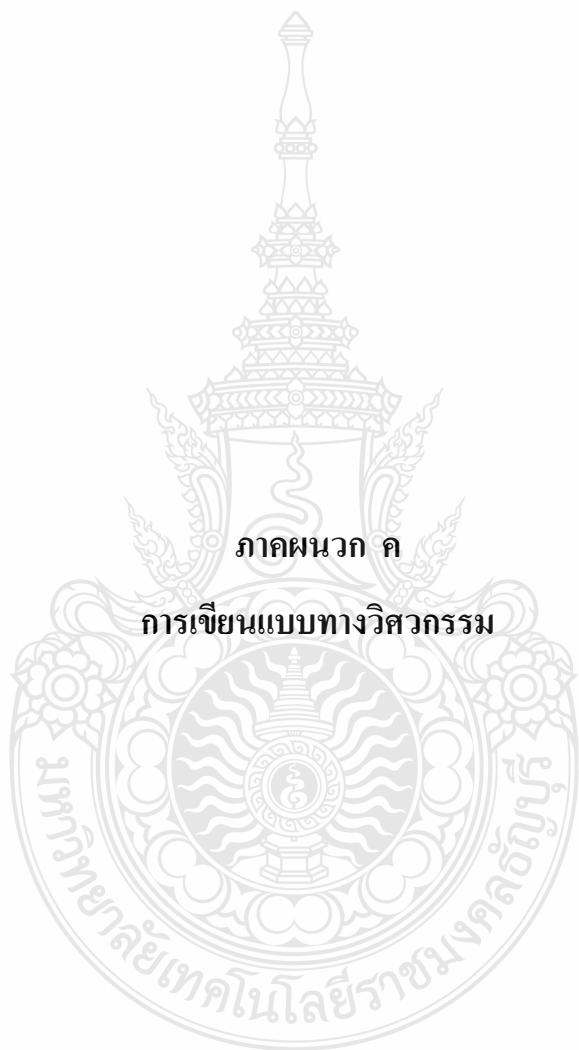 ภาคผนวก ค
การเขียนแบบทางวิศวกรรม
มหาวิทยาลัยเทคโนโลยีราชมงคลธัญบุรี